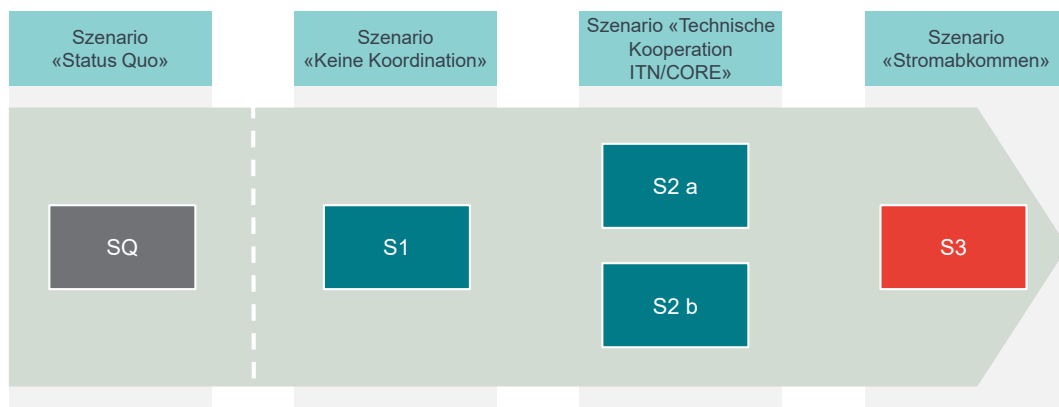 Szenario
«Status Quo»
Szenario
«Keine Koordination»
Szenario «Technische
Kooperation
ITN/CORE»
Szenario
«Stromabkommen»
SQ
S1
S2 a
S2 b
S3